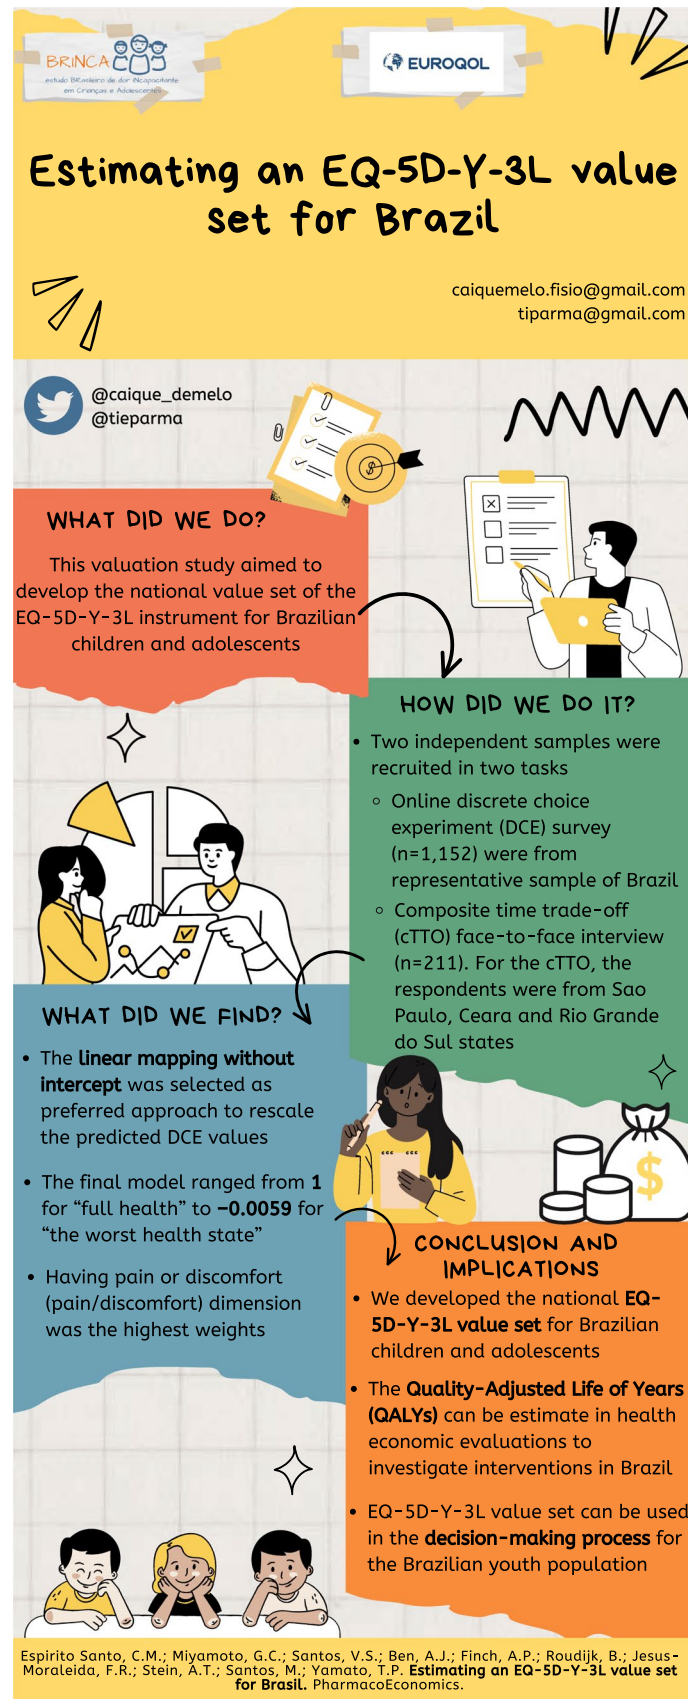 BRINCA
estudo BRasileiro de dor iNcapacitante
em Crianças e Adolescentes
EUROQOL
Estimating an EQ-5D-Y-3L value
set for Brazil
caiquemelo.fisio@gmail.com
tiparma@gmail.com
@caique_demelo
@tieparma
WHAT DID WE DO?
This valuation study aimed to
develop the national value set of the
EQ-5D-Y-3L instrument for Brazilian
children and adolescents
HOW DID WE DO IT?
• Two independent samples were
recruited in two tasks
◦ Online discrete choice
experiment (DCE) survey
(n=1,152) were from
representative sample of Brazil
◦ Composite time trade-off
(cTTO) face-to-face interview
(n=211). For the cTTO, the
respondents were from Sao
Paulo, Ceara and Rio Grande
do Sul states
WHAT DID WE FIND?
• The linear mapping without
intercept was selected as
preferred approach to rescale
the predicted DCE values
• The final model ranged from 1
for “full health” to −0.0059 for
“the worst health state”
• Having pain or discomfort
(pain/discomfort) dimension
was the highest weights
CONCLUSION AND
IMPLICATIONS
• We developed the national EQ-
5D-Y-3L value set for Brazilian
children and adolescents
• The Quality-Adjusted Life of Years
(QALYs) can be estimate in health
economic evaluations to
investigate interventions in Brazil
• EQ-5D-Y-3L value set can be used
in the decision-making process for
the Brazilian youth population
Espirito Santo, C.M.; Miyamoto, G.C.; Santos, V.S.; Ben, A.J.; Finch, A.P.; Roudijk, B.; Jesus-
Moraleida, F.R.; Stein, A.T.; Santos, M.; Yamato, T.P. Estimating an EQ-5D-Y-3L value set
for Brasil. PharmacoEconomics.